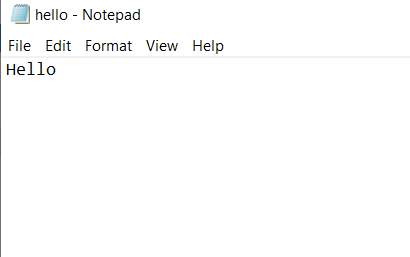 hello - Notepad
File Edit Format View Help
Hello